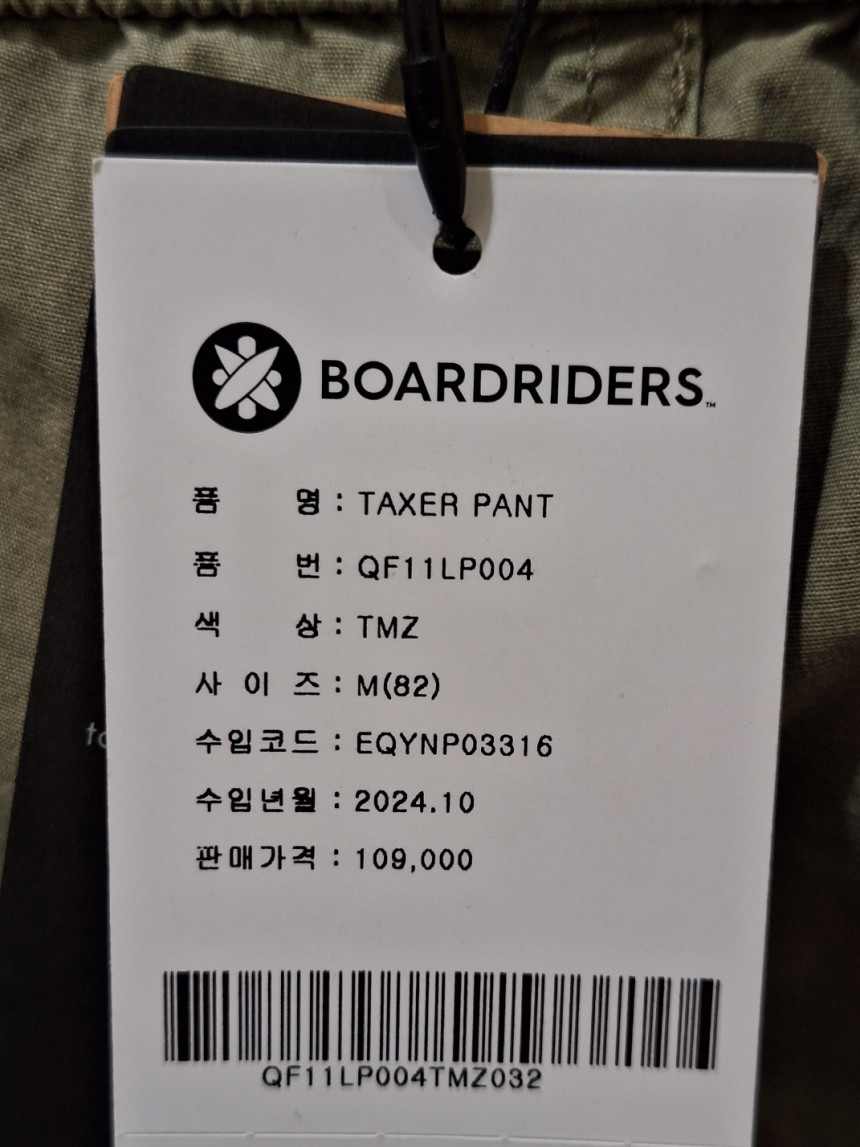 BOARDRIDERS™
품 명 : TAXER PANT
품 번 : QF11LP004
색 상 : TMZ
사 이 즈 : M(82)
수입코드 : EQYNP03316
수입년월 : 2024.10
판매가격 : 109,000
QF11LP004TMZ032